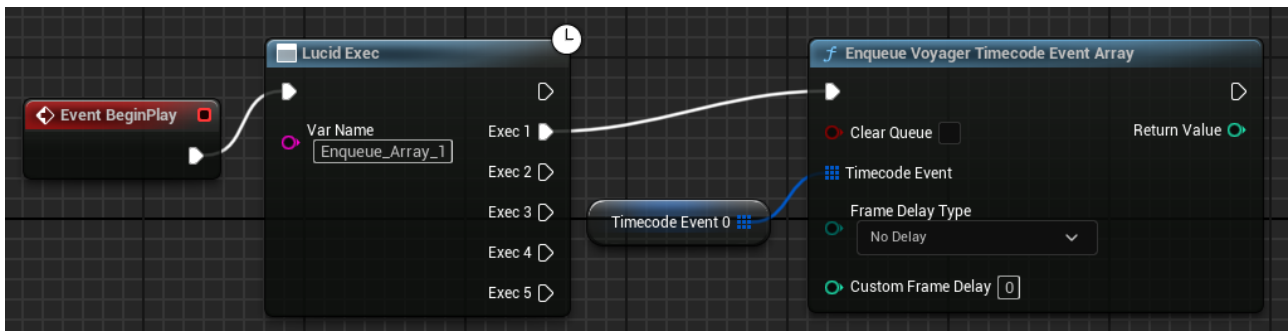 Event BeginPlay
Lucid Exec
Var Name
Enqueue_Array_1
Exec 1
Exec 2
Exec 3
Exec 4
Exec 5
Timecode Event 0
f Enqueue Voyager Timecode Event Array
Clear Queue
Return Value
Timecode Event
Frame Delay Type
No Delay
Custom Frame Delay 0